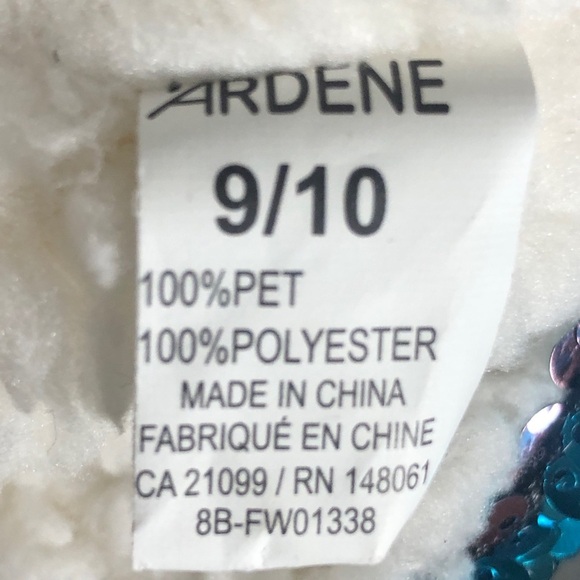 ARDENE
9/10
100%PET
100%POLYESTER
MADE IN CHINA
FABRIQUÉ EN CHINE
CA 21099 / RN 148061
8B-FW01338